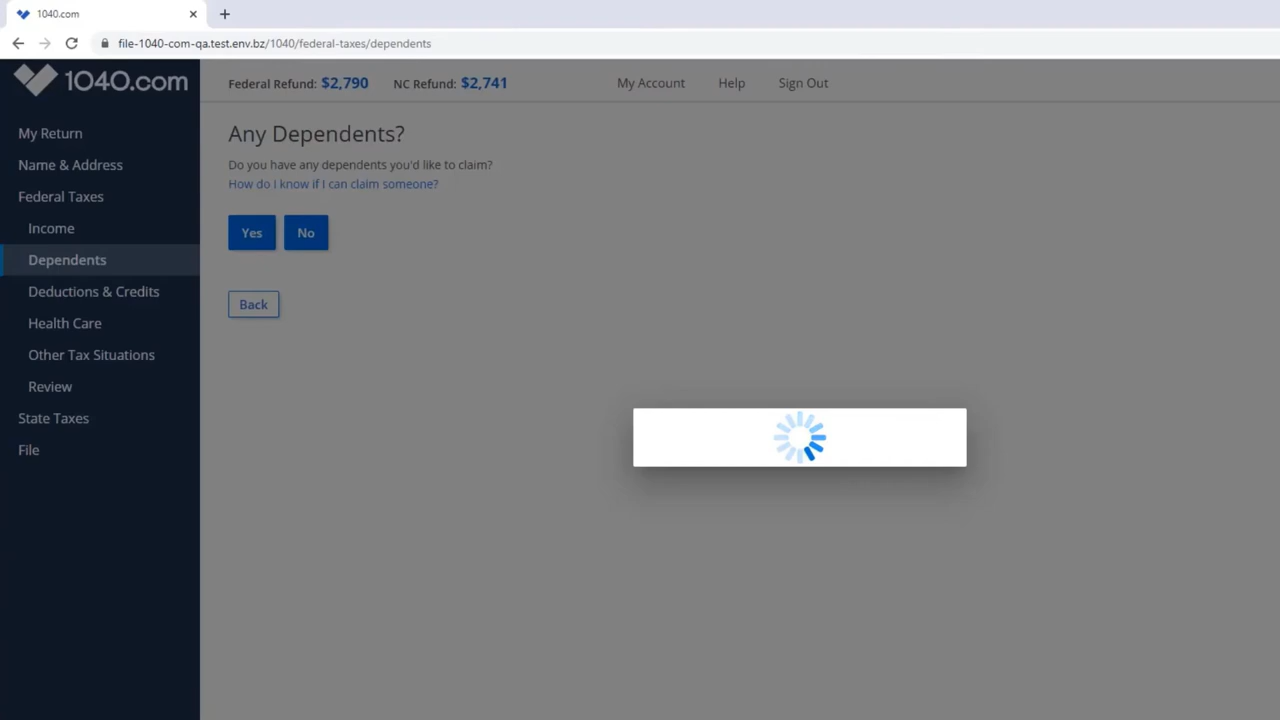 1040.com
file-1040-com-qa.test.env.bz/1040/federal-taxes/dependents
1040.com
Federal Refund: $2,790 NC Refund: $2,741 My Account Help Sign Out
My Return
Name & Address
Federal Taxes
Income
Dependents
Deductions & Credits
Health Care
Other Tax Situations
Review
State Taxes
File
Any Dependents?
Do you have any dependents you'd like to claim?
How do I know if I can claim someone?
Yes No
Back